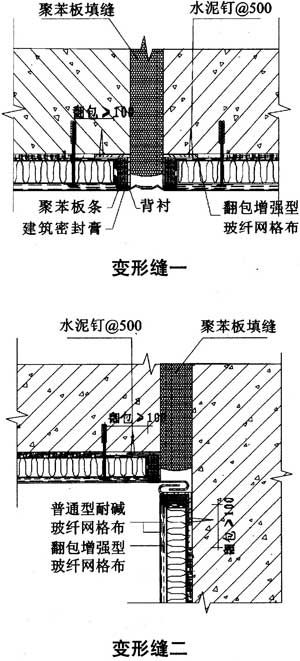 聚苯板填缝
水泥钉@500
翻包≥100
聚苯板条
建筑密封膏
背衬
翻包增强型
玻纤网格布
变形缝一
水泥钉@500
聚苯板填缝
翻包≥100
普通型耐碱
玻纤网格布
翻包增强型
玻纤网格布
翻包≥100
变形缝二